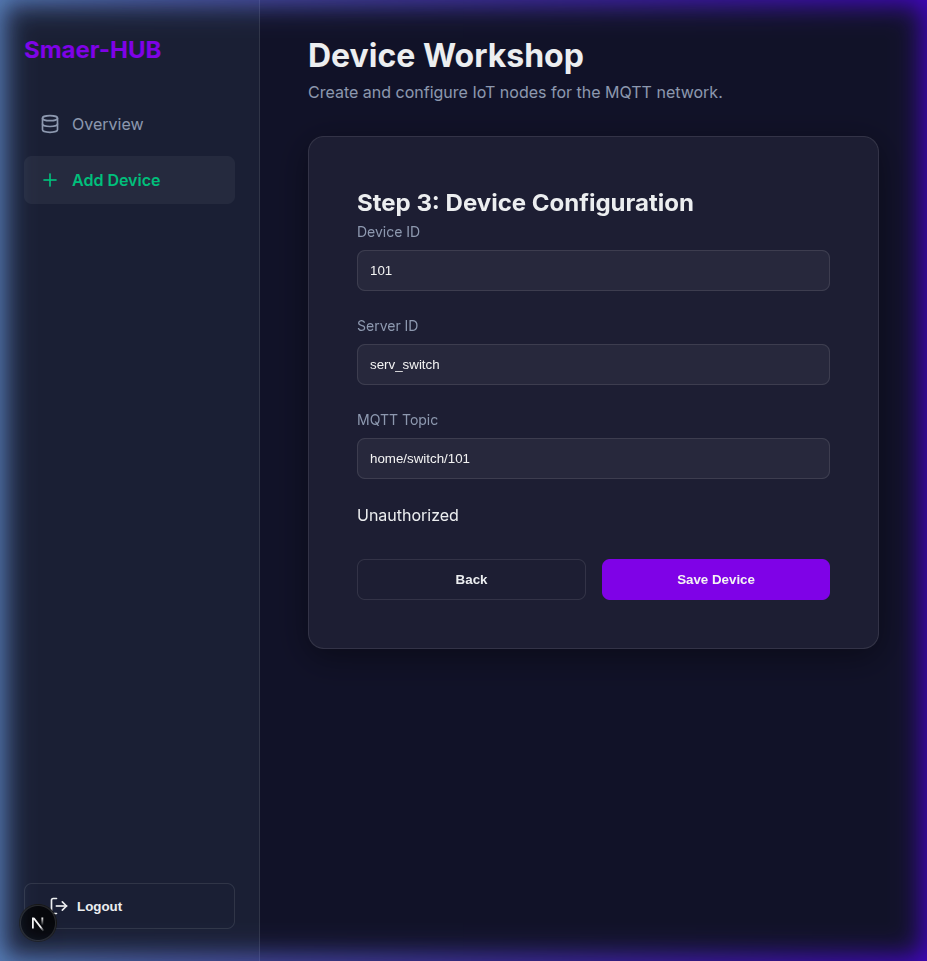 Smaer-HUB
Overview
Add Device
Logout
N
Device Workshop
Create and configure IoT nodes for the MQTT network.
Step 3: Device Configuration
Device ID
101
Server ID
serv_switch
MQTT Topic
home/switch/101
Unauthorized
Back
Save Device